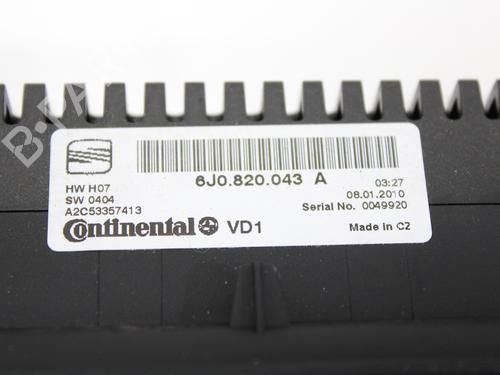 B-PARTS
6J0.820.043 A
HW H07
SW 0404
A2C53357413
03:27
08.01.2010
Serial No. 0049920
Continental VD1
Made in CZ